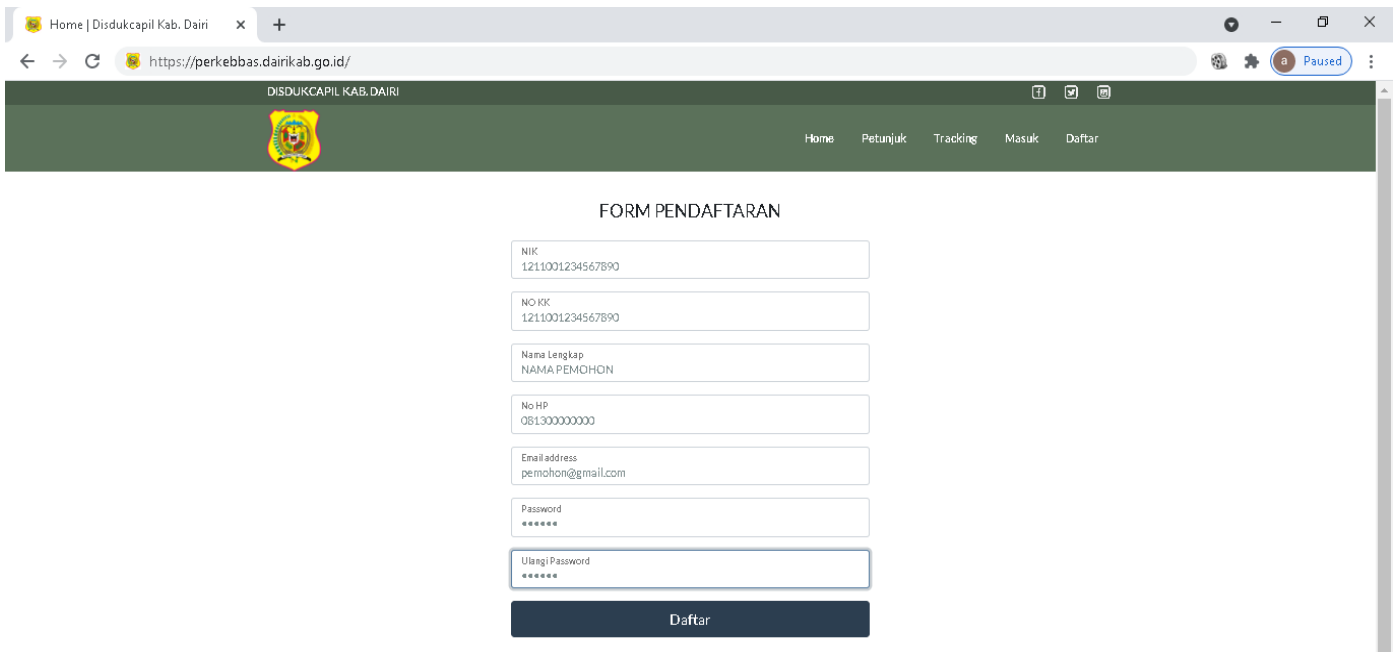 Home | Disdukcapil Kab. Dairi
https://perkebbas.dairikab.go.id/
a Paused
DISDUKCAPIL KAB. DAIRI
Home Petunjuk Tracking Masuk Daftar
FORM PENDAFTARAN
NIK
1211001234567890
NO KK
1211001234567890
Nama Lengkap
NAMA PEMOHON
No HP
081300000000
Email address
pemohon@gmail.com
Password
••••••
Ulangi Password
••••••
Daftar